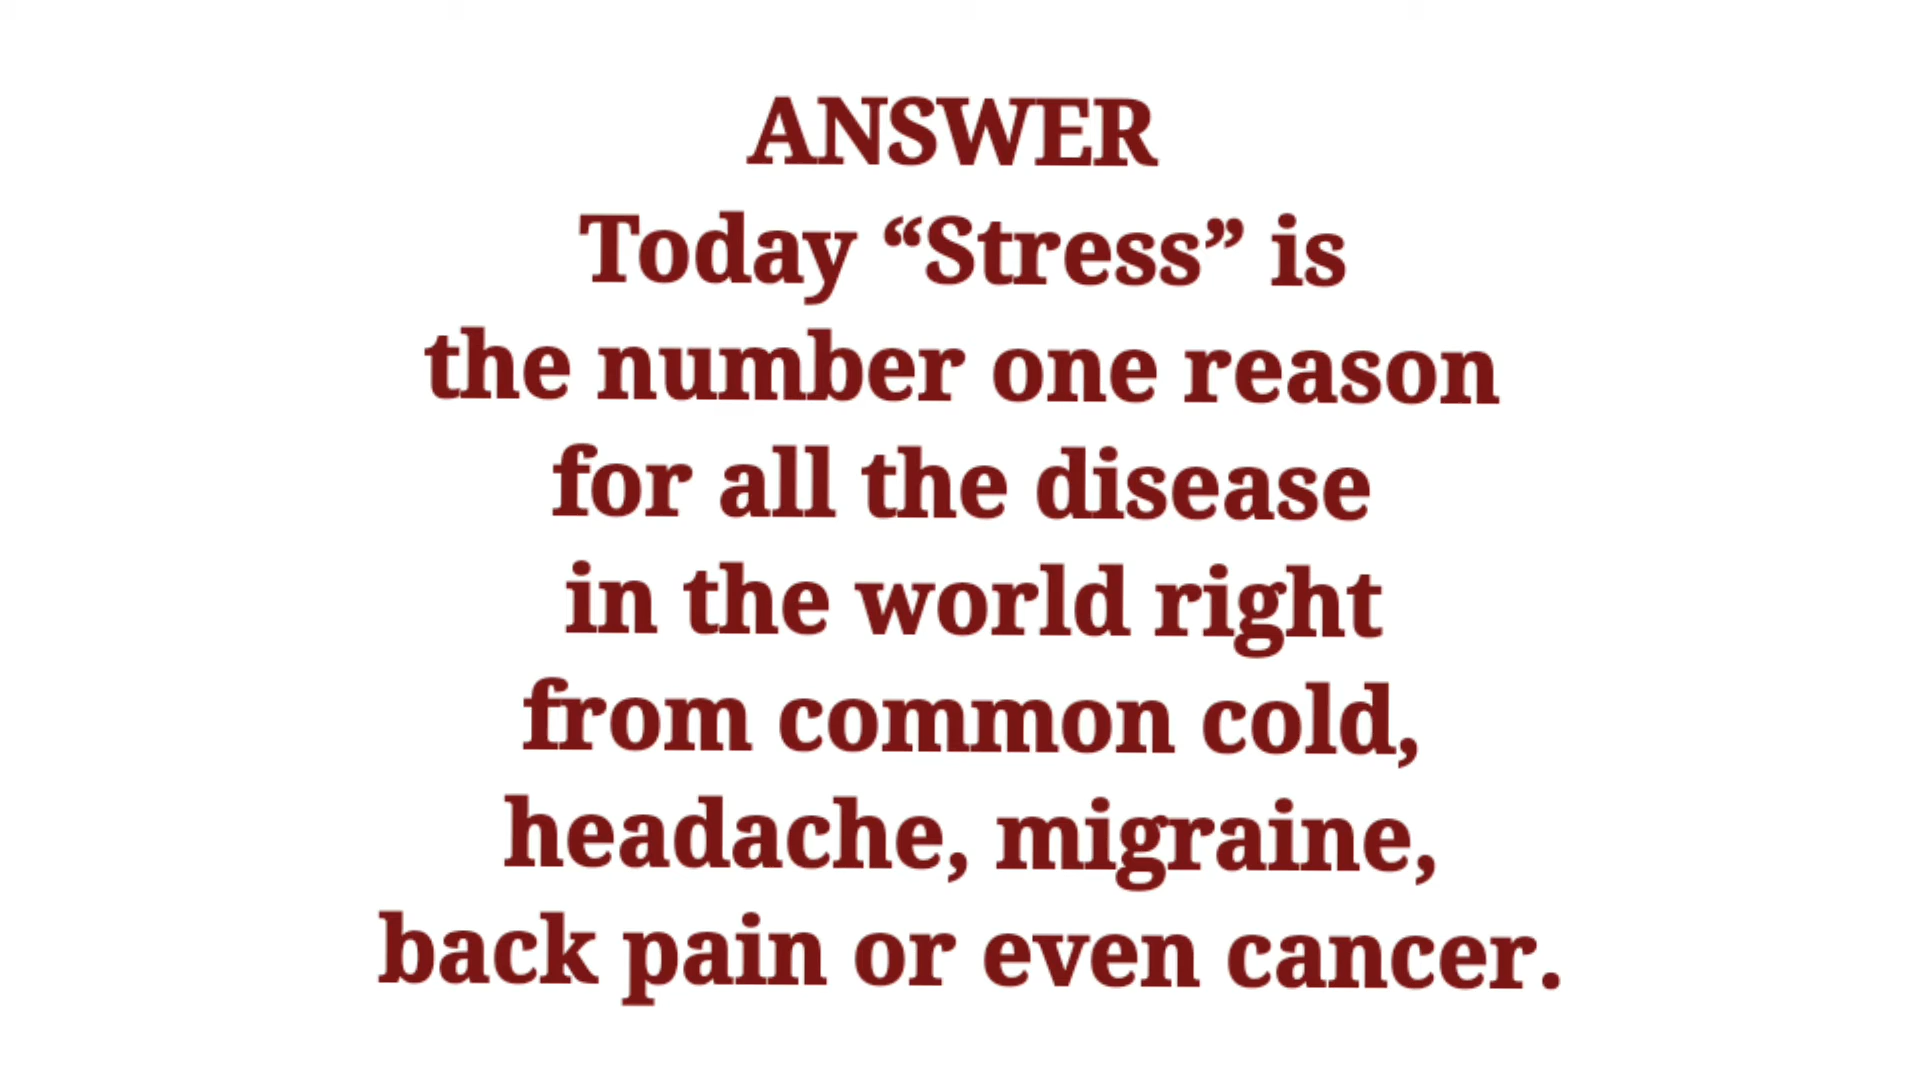 ANSWER
Today “Stress” is
the number one reason
for all the disease
in the world right
from common cold,
headache, migraine,
back pain or even cancer.